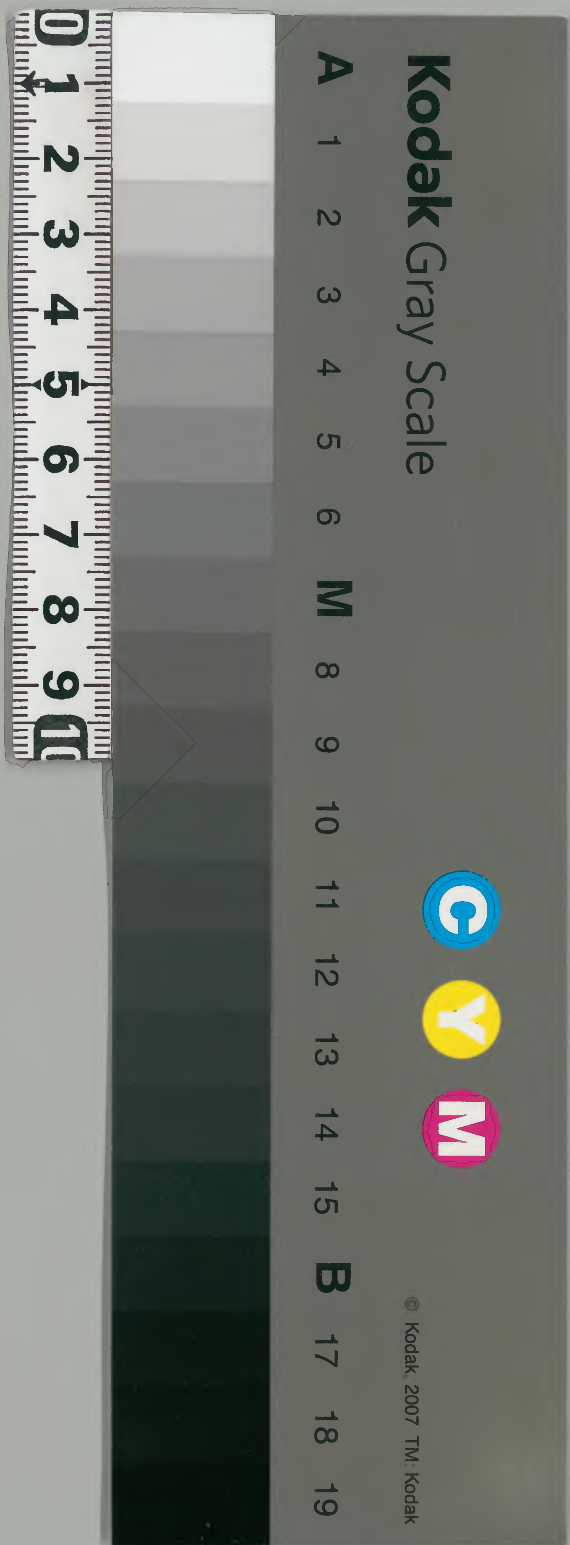 Kodak Gray Scale
C Y M
© Kodak, 2007 TM: Kodak
A 1 2 3 4 5 6 M 8 9 10 11 12 13 14 15 B 17 18 19
0 1 2 3 4 5 6 7 8 9 10